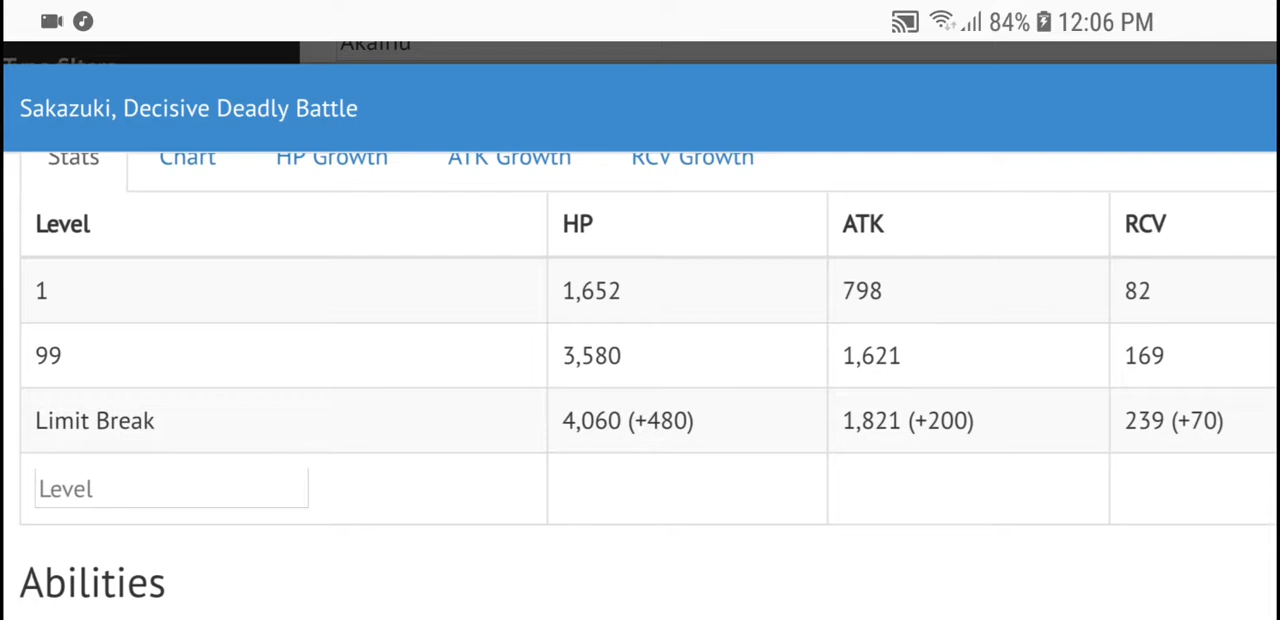 84% 12:06 PM
Akainu
Sakazuki, Decisive Deadly Battle
Stats Chart HP Growth ATK Growth RCV Growth
Level HP ATK RCV
1 1,652 798 82
99 3,580 1,621 169
Limit Break 4,060 (+480) 1,821 (+200) 239 (+70)
Level
Abilities